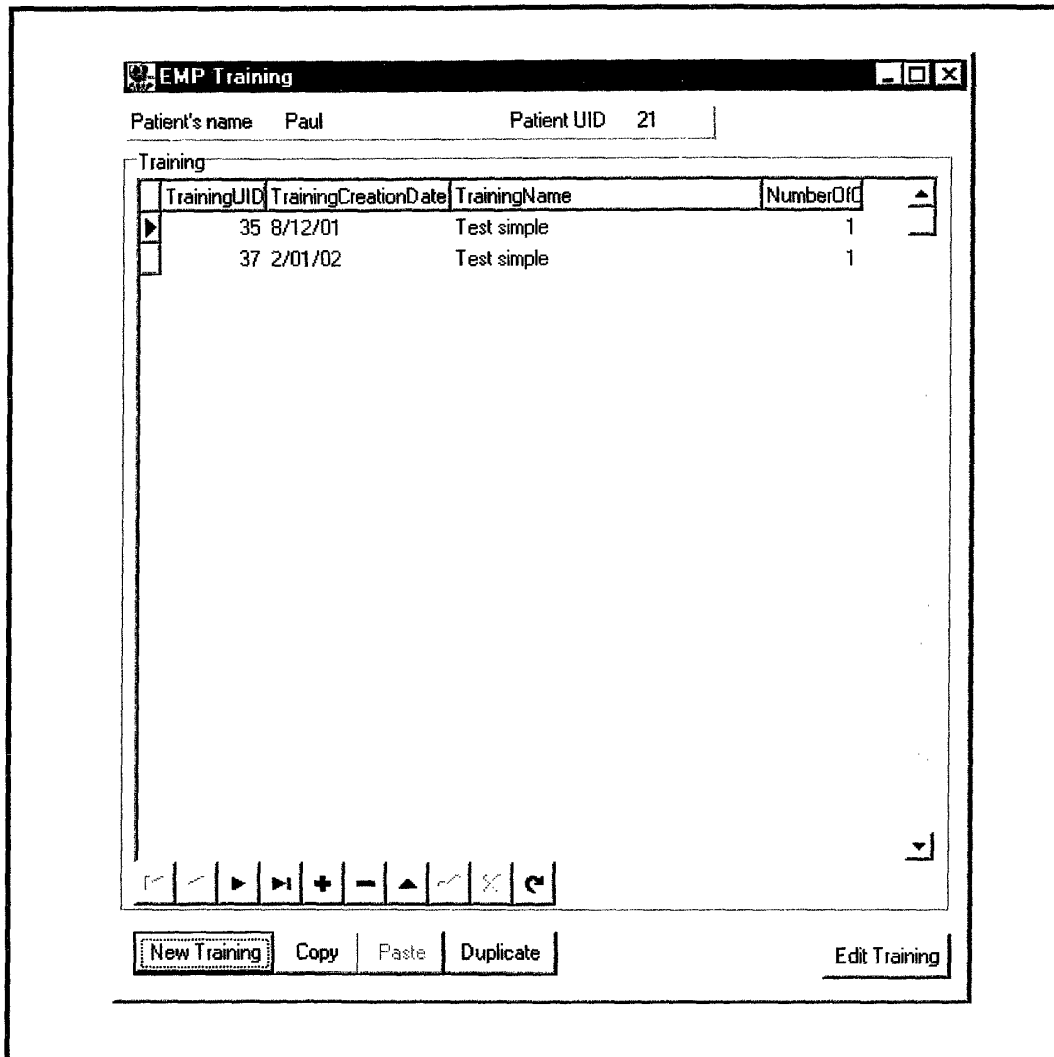 EMP Training
Patient's name Paul Patient UID 21
Training
TrainingUID TrainingCreationDate TrainingName NumberOfC
35 8/12/01 Test simple 1
37 2/01/02 Test simple 1
New Training Copy Paste Duplicate Edit Training